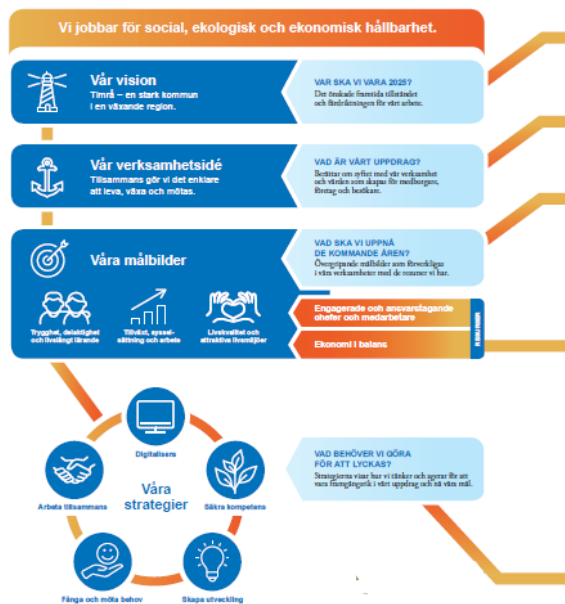 Vi jobbar för social, ekologisk och ekonomisk hållbarhet.
Vår vision
Timrå – en stark kommun
i en växande region.
VAR SKA VI VARA 2025?
Det önskade framtida tillståndet
och färdriktningen för vårt arbete.
Vår verksamhetsidé
Tillsammans gör vi det enklare
att leva, växa och mötas.
VAD ÄR VÅRT UPPDRAG?
Berättar om syftet med vår verksamhet
och värden som skapas för medborgare,
företag och besökare.
Våra målbilder
VAD SKA VI UPPNÅ
DE KOMMANDE ÅREN?
Övergripande målbilder som förverkligas
i våra verksamheter med de resurser vi har.
Trygghet, delaktighet
och livslångt lärande
Tillväxt, syssel-
sättning och arbete
Livskvalitet och
attraktiva livsmiljöer
Engagerade och ansvarstagande
chefer och medarbetare
Ekonomi i balans
RESURSER
Digitalisera
Arbeta tillsammans
Våra
strategier
Säkra kompetens
Fånga och möta behov
Skapa utveckling
VAD BEHÖVER VI GÖRA
FÖR ATT LYCKAS?
Strategierna visar hur vi tänker och agerar för att
vara framgångsrik i vårt uppdrag och nå våra mål.